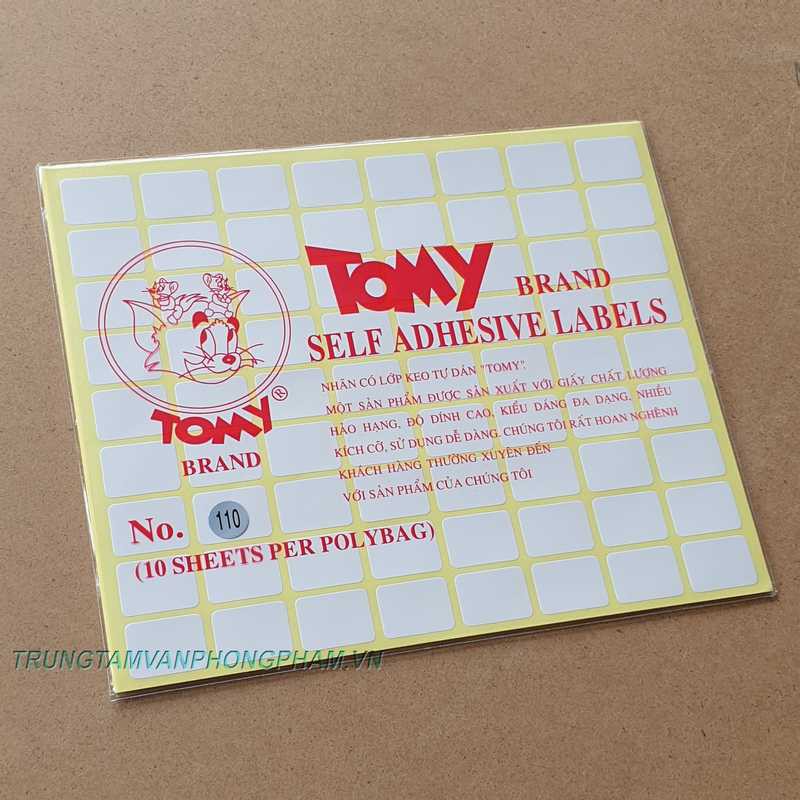 TOMY BRAND
SELF ADHESIVE LABELS
NHÃN CÓ LỚP KEO TỰ DÁN "TOMY".
MỘT SẢN PHẨM ĐƯỢC SẢN XUẤT VỚI GIẤY CHẤT LƯỢNG
HẢO HẠNG, ĐỘ DÍNH CAO, KIỂU DÁNG ĐA DẠNG, NHIỀU
KÍCH CỠ, SỬ DỤNG DỄ DÀNG. CHÚNG TÔI RẤT HOAN NGHÊNH
KHÁCH HÀNG THƯỜNG XUYÊN ĐẾN
VỚI SẢN PHẨM CỦA CHÚNG TÔI
TOMY®
BRAND
No. 110
(10 SHEETS PER POLYBAG)
TRUNGTAMVANPHONGPHAM.VN